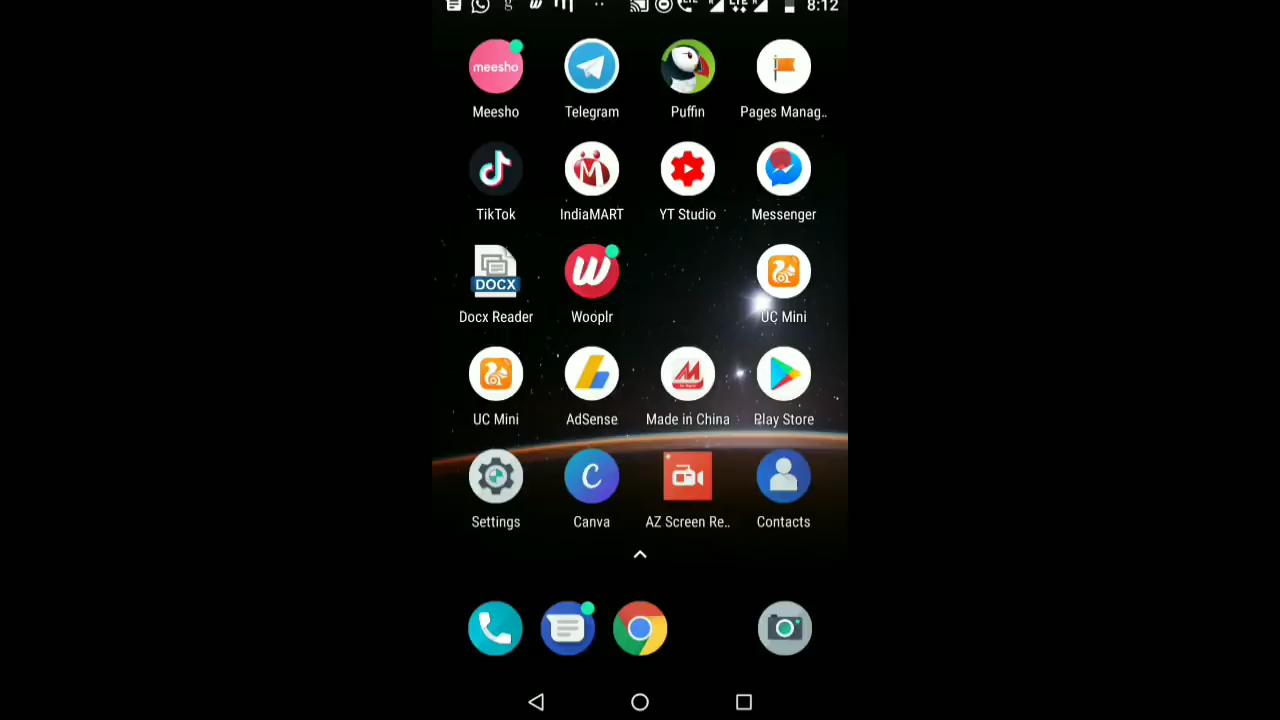 8:12
meesho
Meesho Telegram Puffin Pages Manag..
TikTok IndiaMART YT Studio Messenger
DOCX
Docx Reader Wooplr UC Mini
UC Mini AdSense Made in China Play Store
Settings Canva AZ Screen Re.. Contacts